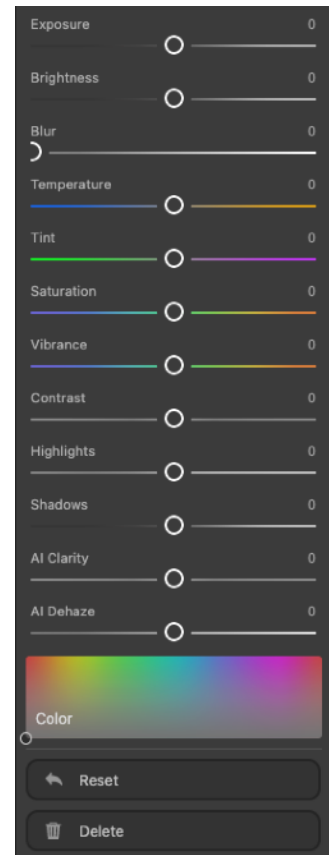 Exposure 0
Brightness 0
Blur 0
Temperature 0
Tint 0
Saturation 0
Vibrance 0
Contrast 0
Highlights 0
Shadows 0
AI Clarity 0
AI Dehaze 0
Color
Reset
Delete